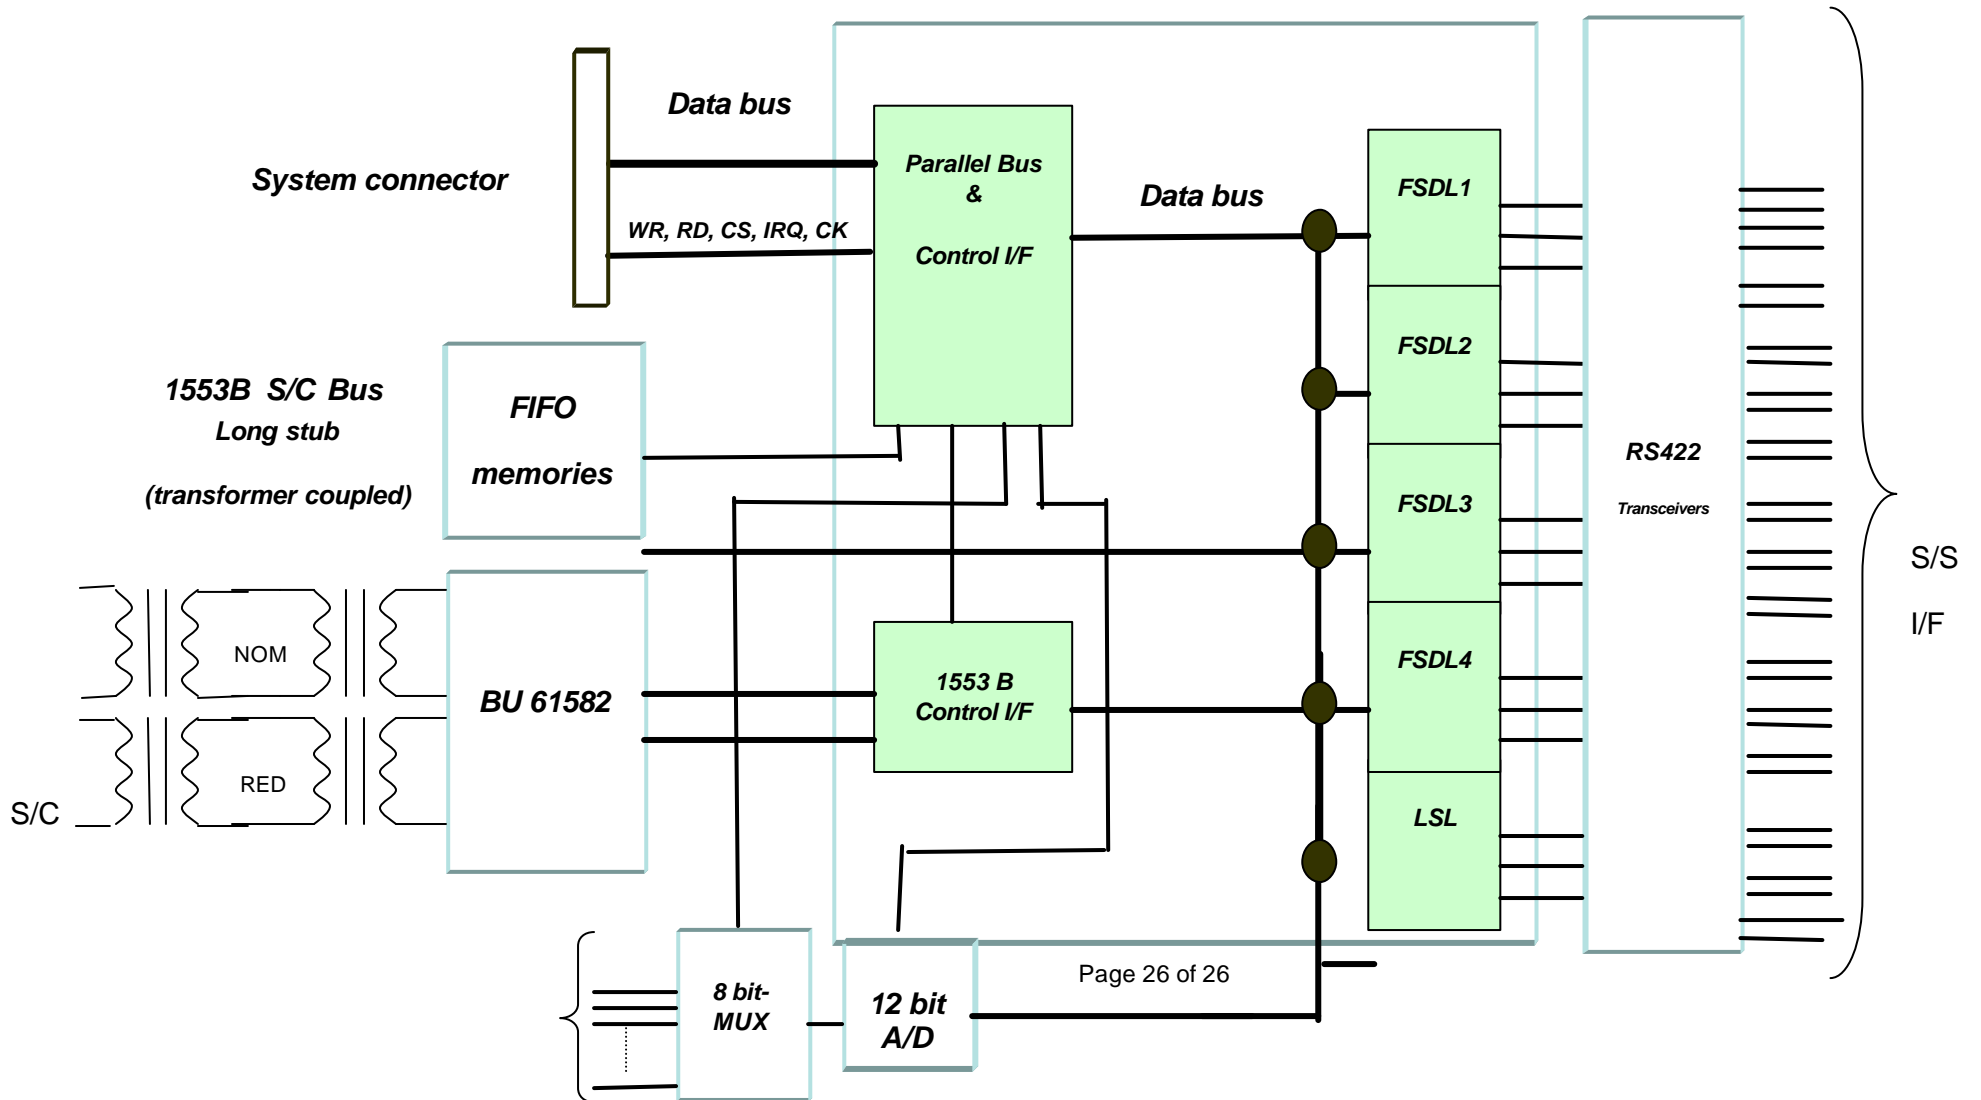 Data bus
System connector
WR, RD, CS, IRQ, CK
Parallel Bus
&
Control I/F
Data bus
FSDL1
FSDL2
FSDL3
FSDL4
LSL
RS422
Transceivers
S/S
I/F
1553B S/C Bus
Long stub
(transformer coupled)
FIFO
memories
NOM
RED
S/C
BU 61582
1553 B
Control I/F
8 bit-
MUX
12 bit
A/D
Page 26 of 26